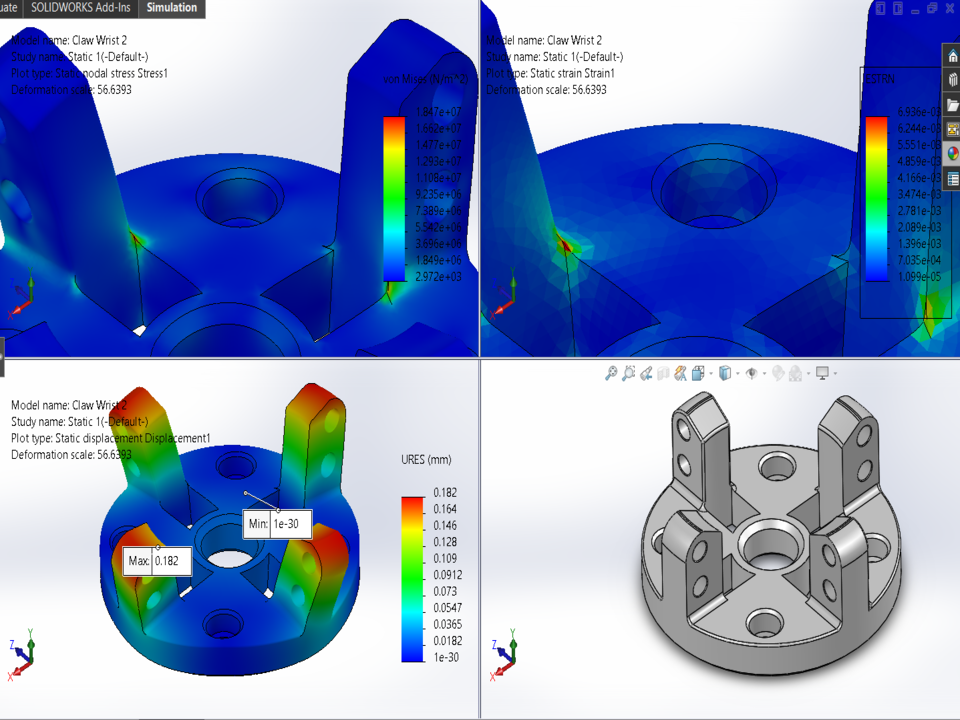 uate SOLIDWORKS Add-Ins Simulation
Model name: Claw Wrist 2
Study name: Static 1(-Default-)
Plot type: Static nodal stress Stress1
Deformation scale: 56.6393
von Mises (N/m^2)
1.847e+07
1.662e+07
1.477e+07
1.293e+07
1.108e+07
9.235e+06
7.389e+06
5.542e+06
3.696e+06
1.849e+06
2.972e+03
X
Model name: Claw Wrist 2
Study name: Static 1(-Default-)
Plot type: Static strain Strain1
Deformation scale: 56.6393
ESTRN
6.936e-03
6.244e-03
5.551e-03
4.859e-03
4.166e-03
3.474e-03
2.781e-03
2.089e-03
1.396e-03
7.035e-04
1.099e-05
X
Model name: Claw Wrist 2
Study name: Static 1(-Default-)
Plot type: Static displacement Displacement1
Deformation scale: 56.6393
URES (mm)
0.182
0.164
0.146
0.128
0.109
0.0912
0.073
0.0547
0.0365
0.0182
1e-30
Min: 1e-30
Max: 0.182
Y
Z
X
Y
Z
X